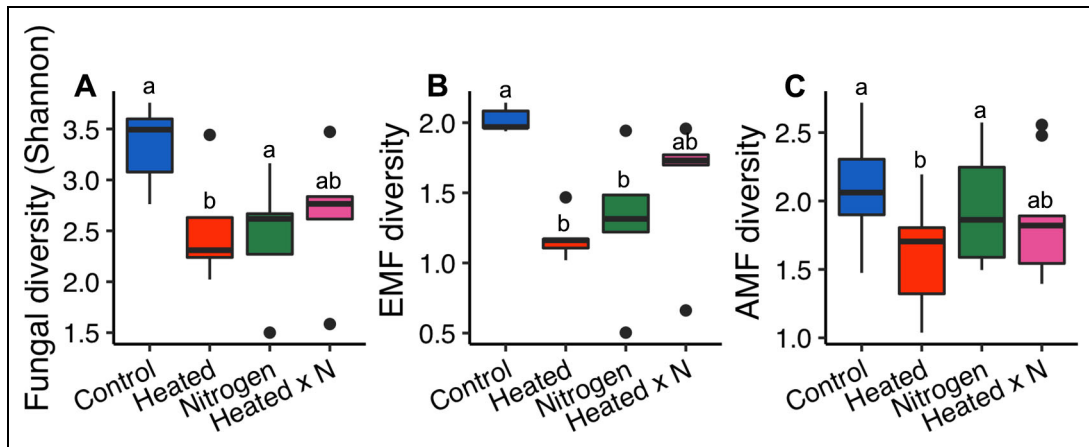 A
Fungal diversity (Shannon)
3.5
3.0
2.5
2.0
1.5
a
b
a
ab
Control
Heated
Nitrogen
Heated x N
B
EMF diversity
2.0
1.5
1.0
0.5
a
b
b
ab
Control
Heated
Nitrogen
Heated x N
C
AMF diversity
2.5
2.0
1.5
1.0
a
b
a
ab
Control
Heated
Nitrogen
Heated x N